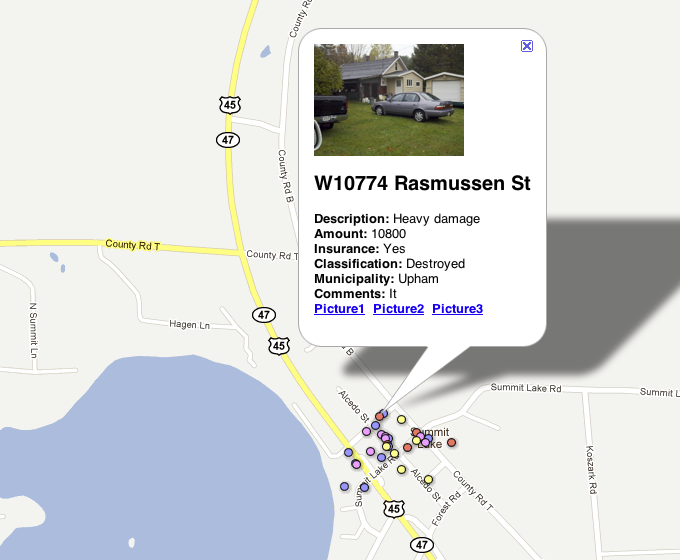 County Rd
45
47
County Rd B
County Rd T
County Rd T
N Summit Ln
Hagen Ln
47
45
W10774 Rasmussen St
Description: Heavy damage
Amount: 10800
Insurance: Yes
Classification: Destroyed
Municipality: Upham
Comments: It
Picture1 Picture2 Picture3
B
Alcedo St
Summit Lake Rd
Summit L
Summit
Lake
Summit Lake Rd
Alcedo St
County Rd T
Forest Rd
Koszark Rd
45
47